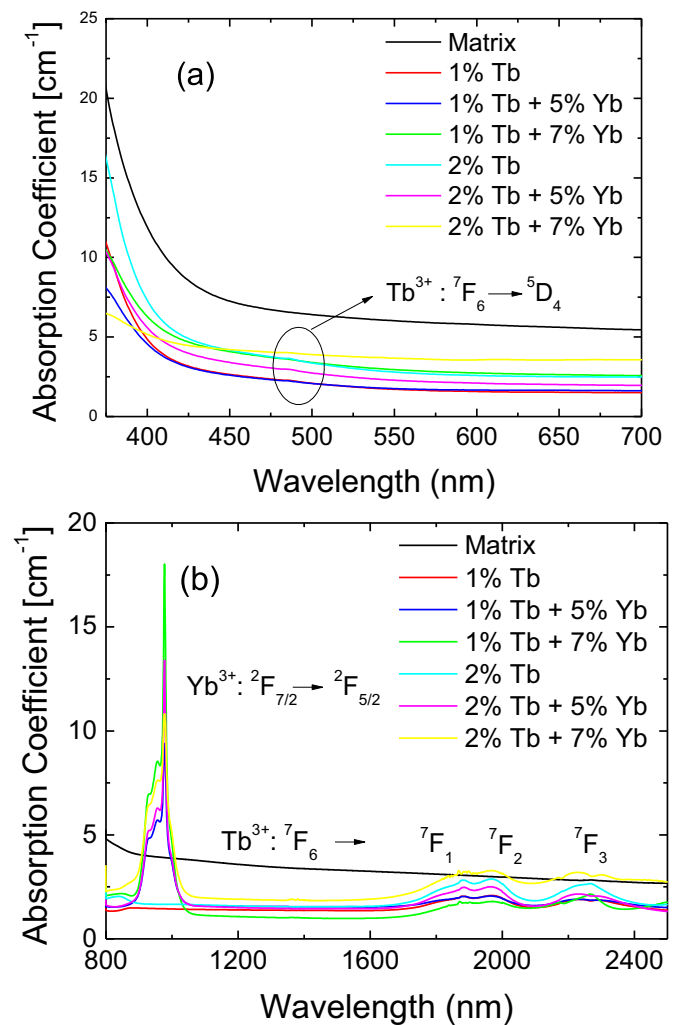 25
20
15
10
5
0
Absorption Coefficient [cm⁻¹]
(a)
Matrix
1% Tb
1% Tb + 5% Yb
1% Tb + 7% Yb
2% Tb
2% Tb + 5% Yb
2% Tb + 7% Yb
Tb³⁺ : ⁷F₆ → ⁵D₄
400 450 500 550 600 650 700
Wavelength (nm)
20
15
10
5
0
Absorption Coefficient [cm⁻¹]
(b)
Matrix
1% Tb
1% Tb + 5% Yb
1% Tb + 7% Yb
2% Tb
2% Tb + 5% Yb
2% Tb + 7% Yb
Yb³⁺: ²F₇/₂ → ²F₅/₂
Tb³⁺: ⁷F₆ → ⁷F₁ ⁷F₂ ⁷F₃
800 1200 1600 2000 2400
Wavelength (nm)